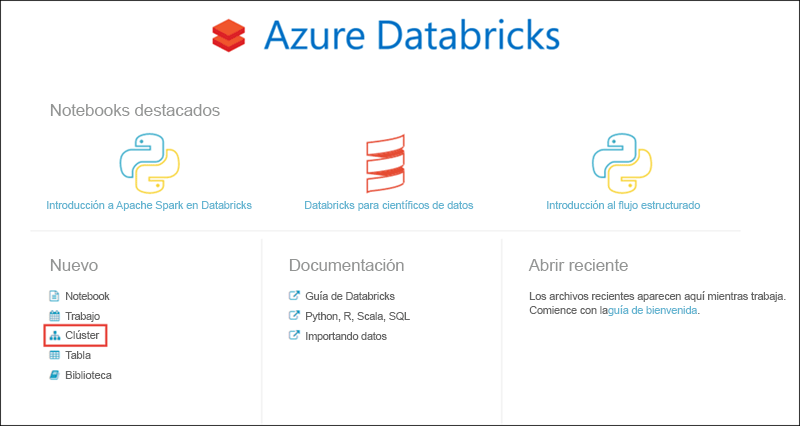 Azure Databricks
Notebooks destacados
Introducción a Apache Spark en Databricks
Databricks para científicos de datos
Introducción al flujo estructurado
Nuevo
Notebook
Trabajo
Clúster
Tabla
Biblioteca
Documentación
Guía de Databricks
Python, R, Scala, SQL
Importando datos
Abrir reciente
Los archivos recientes aparecen aquí mientras trabaja.
Comience con laguía de bienvenida.